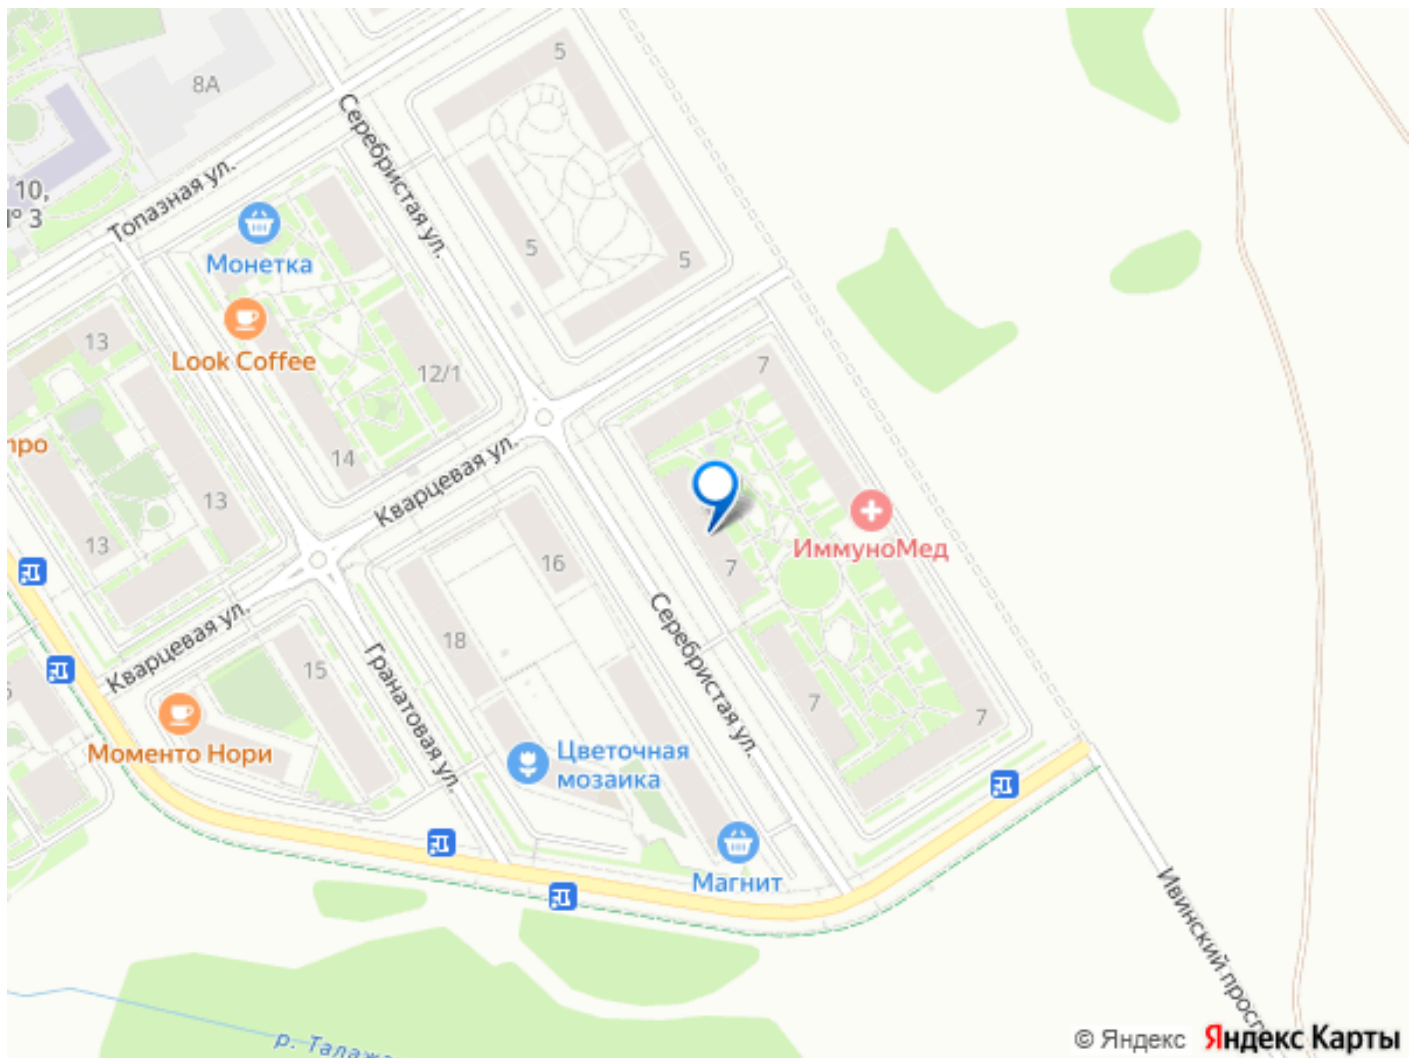 5
8А
Серебристая ул.
10,
№ 3
Топазная ул.
Монетка
5
5
Look Coffee
13
12/1
7
14
Кварцевая ул.
13
13
16
7
ИммуноМед
Кварцевая ул.
15
18
Гранатовая ул.
Серебристая ул.
7
7
Моменто Нори
Цветочная
мозаика
Магнит
Ивинский
р.
© Яндекс
Яндекс Карты